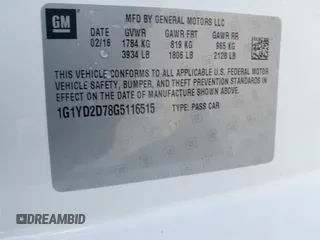 GM
MFD BY GENERAL MOTORS LLC
DATE GVWR GAWR FRT GAWR RR
02/16 1784 KG 819 KG 965 KG
3934 LB 1806 LB 2128 LB
THIS VEHICLE CONFORMS TO ALL APPLICABLE U.S. FEDERAL MOTOR
VEHICLE SAFETY, BUMPER, AND THEFT PREVENTION STANDARDS IN
EFFECT ON THE DATE OF MANUFACTURE SHOWN ABOVE.
1G1YD2D78G5116515 TYPE: PASS CAR
DREAMBID